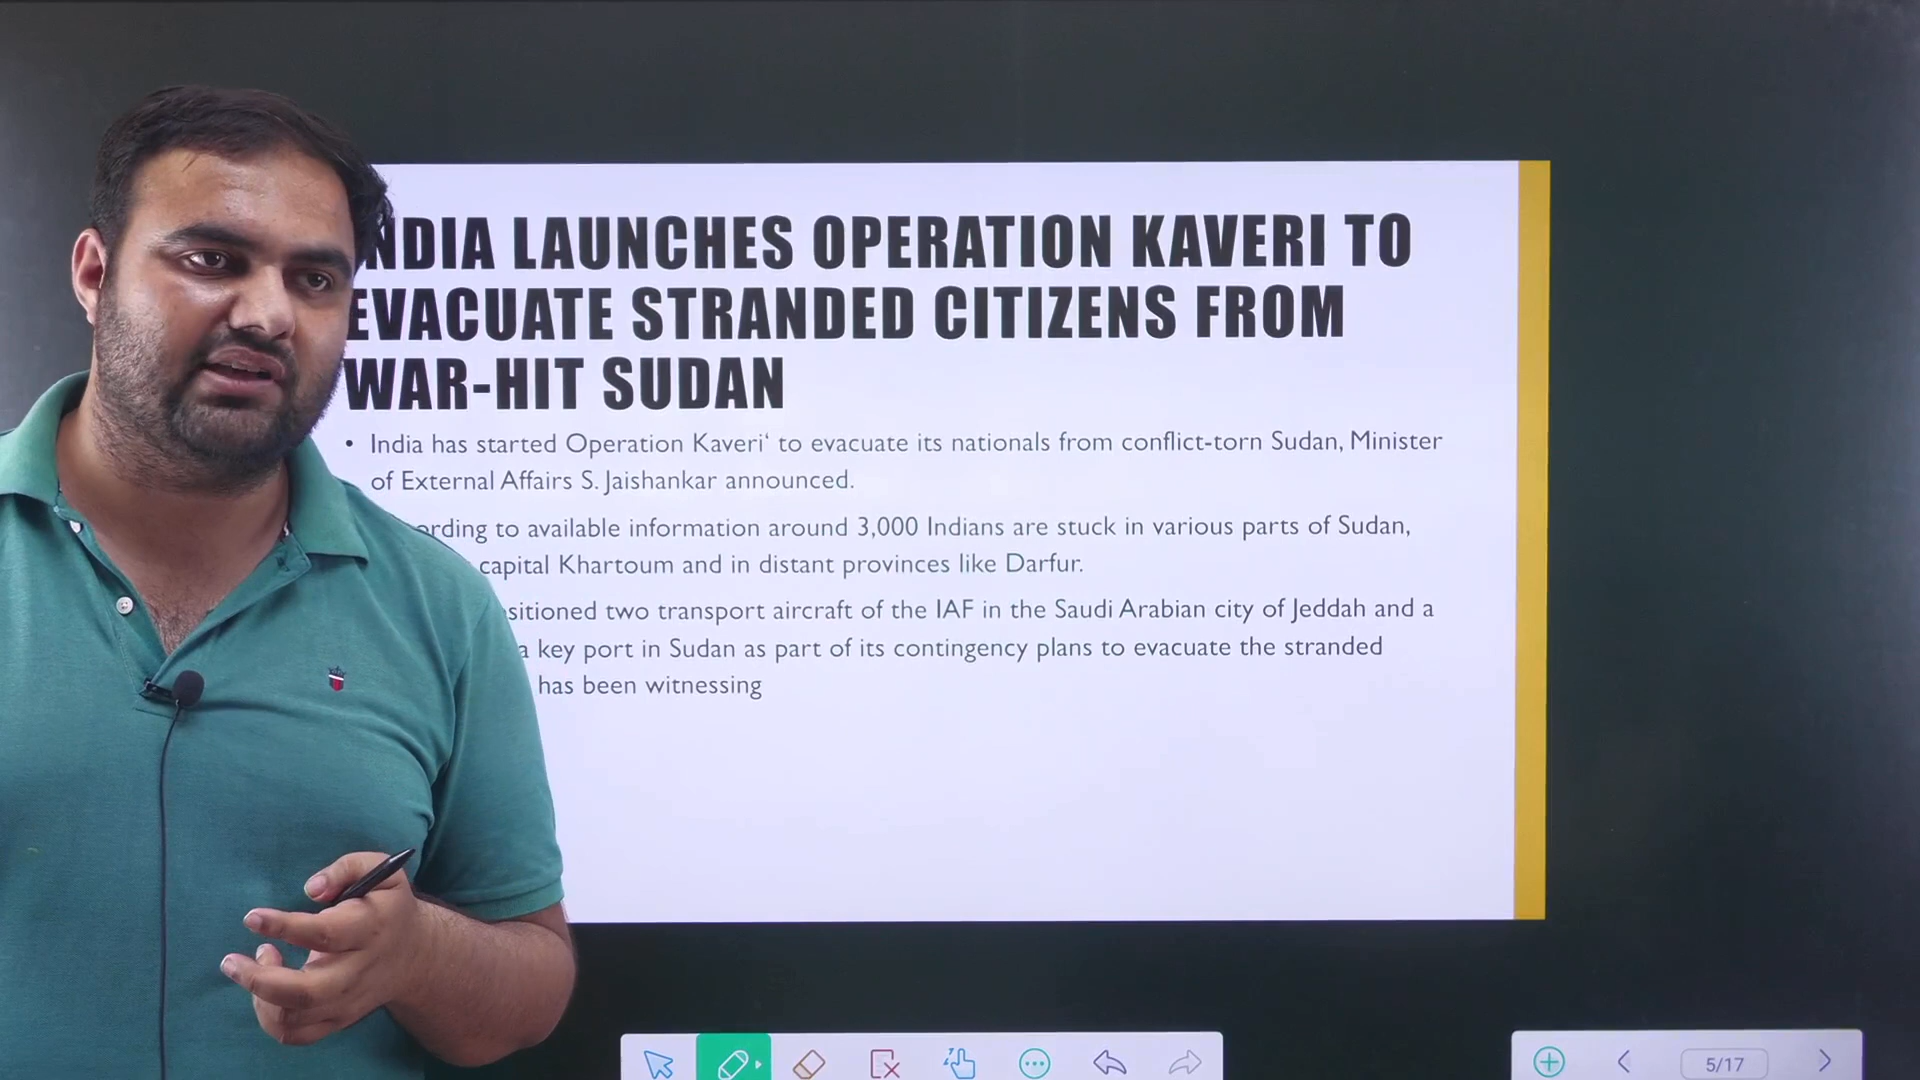 INDIA LAUNCHES OPERATION KAVERI TO
EVACUATE STRANDED CITIZENS FROM
WAR-HIT SUDAN
• India has started Operation Kaveri‘ to evacuate its nationals from conflict-torn Sudan, Minister
of External Affairs S. Jaishankar announced.
to available information around 3,000 Indians are stuck in various parts of Sudan,
capital Khartoum and in distant provinces like Darfur.
two transport aircraft of the IAF in the Saudi Arabian city of Jeddah and a
a key port in Sudan as part of its contingency plans to evacuate the stranded
has been witnessing
5/17